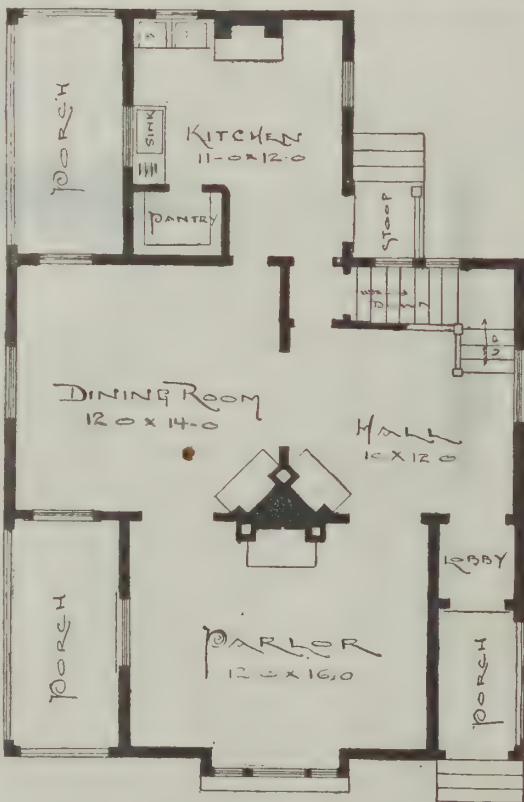 PORCH
SINK
KITCHEN
11-0 x 12-0
PANTRY
STOOP
UP
DINING ROOM
12 0 x 14-0
HALL
10 x 12 0
LOBBY
PORCH
PARLOR
12-0 x 16,0
PORCH